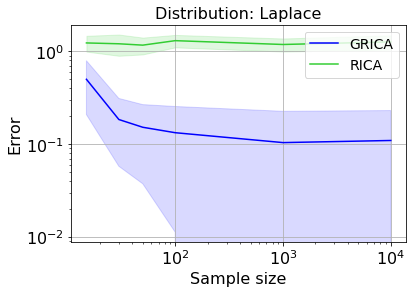 Distribution: Laplace
GRICA
RICA
Error
10⁰
10⁻¹
10⁻²
10² 10³ 10⁴
Sample size